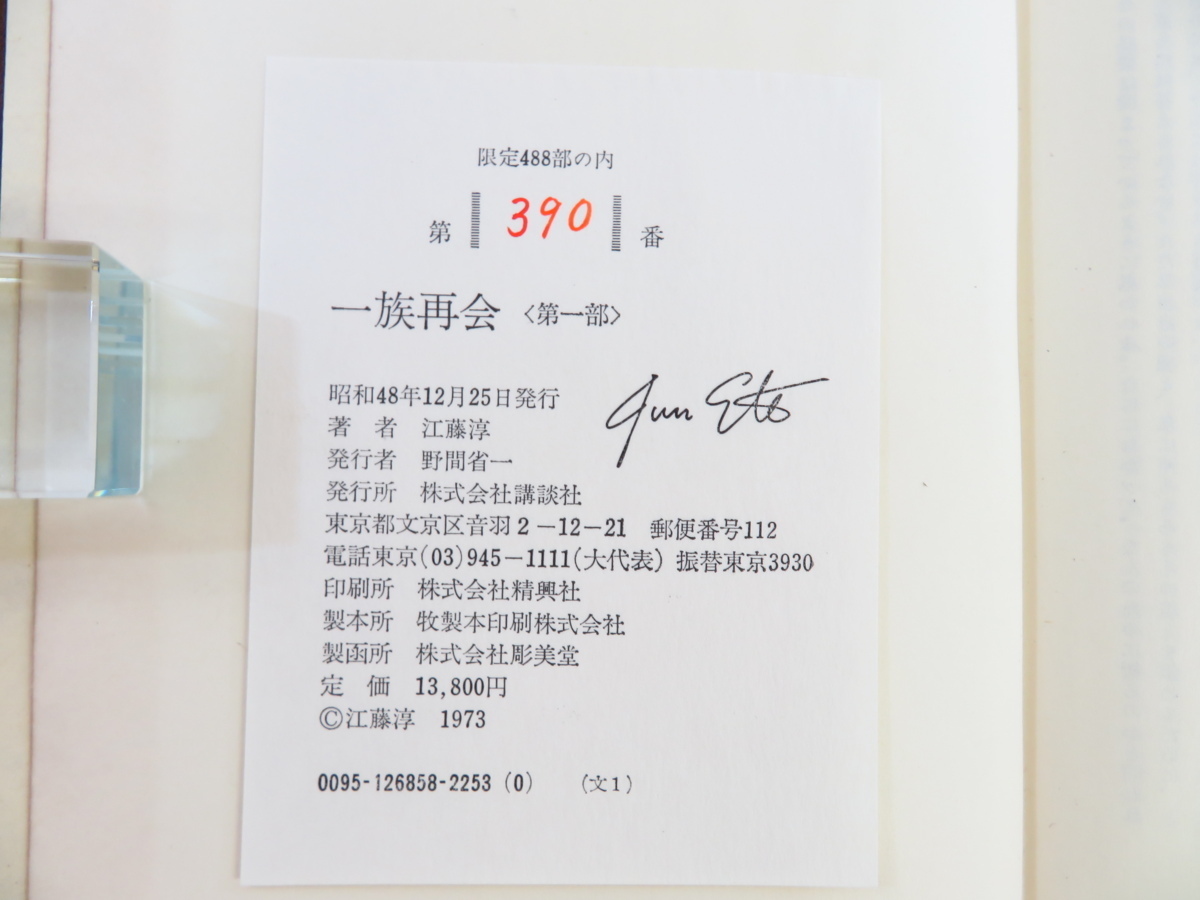 限定488部の内
第 390 番
一族再会〈第一部〉
昭和48年12月25日発行
Jun Eto
著　者　江藤淳
発行者　野間省一
発行所　株式会社講談社
東京都文京区音羽2－12－21　郵便番号112
電話東京(03)945－1111(大代表) 振替東京3930
印刷所　株式会社精興社
製本所　牧製本印刷株式会社
製函所　株式会社彫美堂
定　価　13,800円
©江藤淳　1973
0095-126858-2253 (0)　(文1)